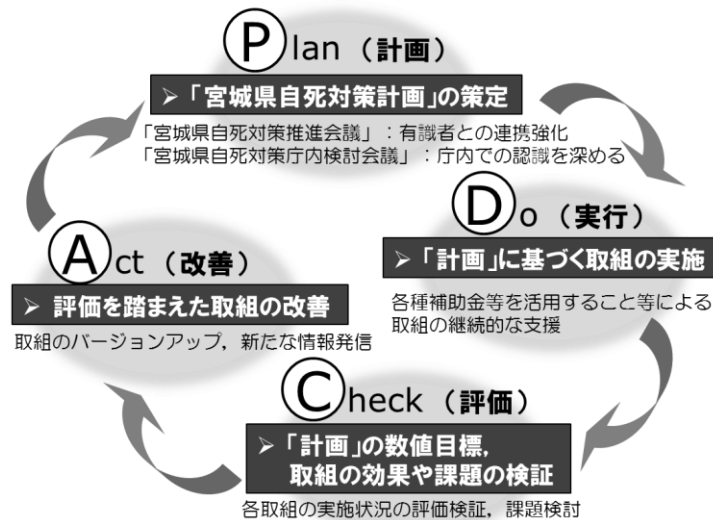 Plan（計画）
➢「宮城県自死対策計画」の策定
「宮城県自死対策推進会議」：有識者との連携強化
「宮城県自死対策庁内検討会議」：庁内での認識を深める
Do（実行）
➢「計画」に基づく取組の実施
各種補助金等を活用すること等による
取組の継続的な支援
Check（評価）
➢「計画」の数値目標，
取組の効果や課題の検証
各取組の実施状況の評価検証，課題検討
Act（改善）
➢ 評価を踏まえた取組の改善
取組のバージョンアップ，新たな情報発信